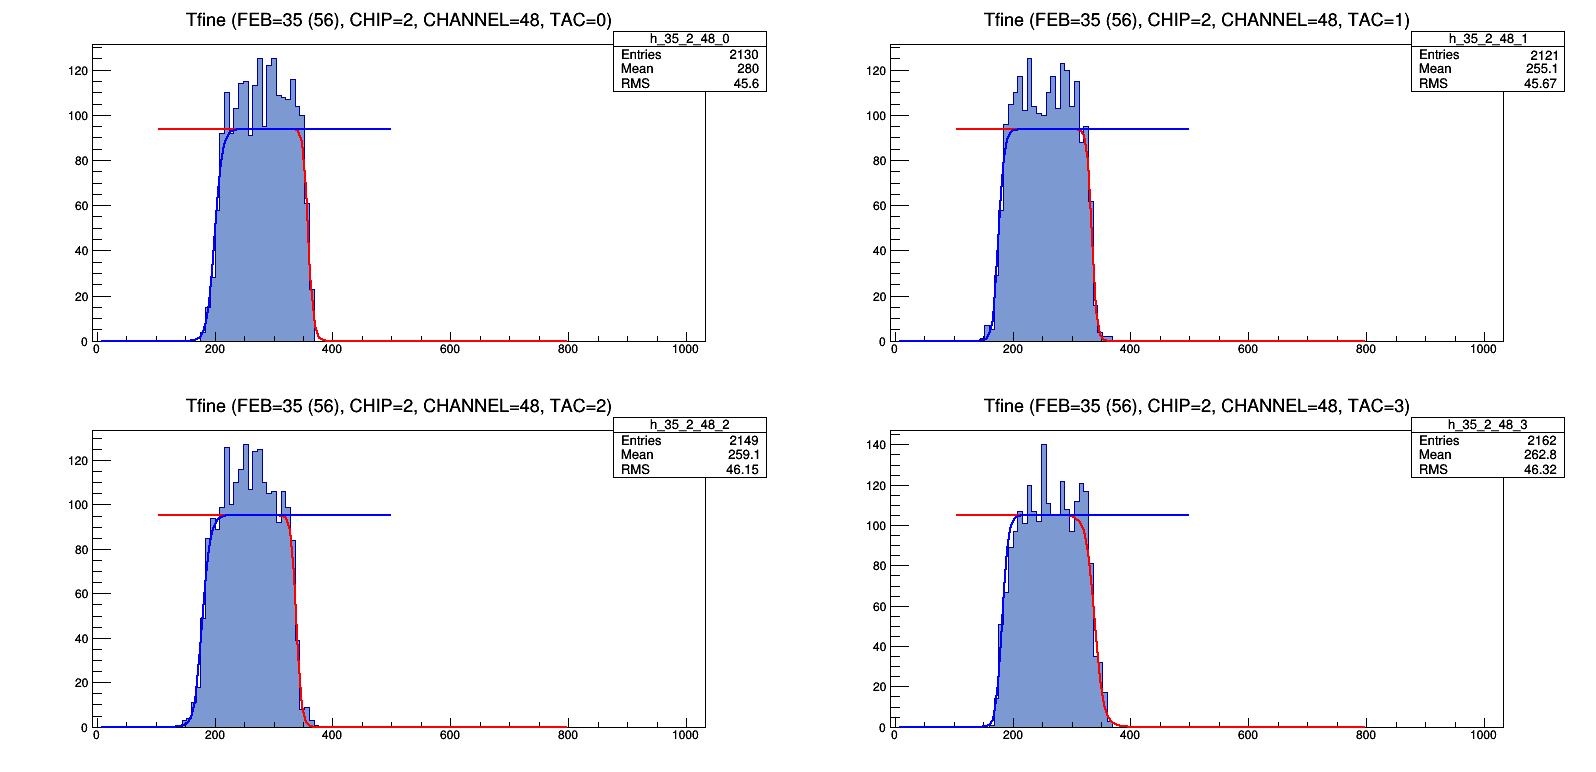 Tfine (FEB=35 (56), CHIP=2, CHANNEL=48, TAC=0)
h_35_2_48_0
Entries 2130
Mean 280
RMS 45.6
120
100
80
60
40
20
0
0 200 400 600 800 1000
Tfine (FEB=35 (56), CHIP=2, CHANNEL=48, TAC=1)
h_35_2_48_1
Entries 2121
Mean 255.1
RMS 45.67
120
100
80
60
40
20
0
0 200 400 600 800 1000
Tfine (FEB=35 (56), CHIP=2, CHANNEL=48, TAC=2)
h_35_2_48_2
Entries 2149
Mean 259.1
RMS 46.15
120
100
80
60
40
20
0
0 200 400 600 800 1000
Tfine (FEB=35 (56), CHIP=2, CHANNEL=48, TAC=3)
h_35_2_48_3
Entries 2162
Mean 262.8
RMS 46.32
140
120
100
80
60
40
20
0
0 200 400 600 800 1000